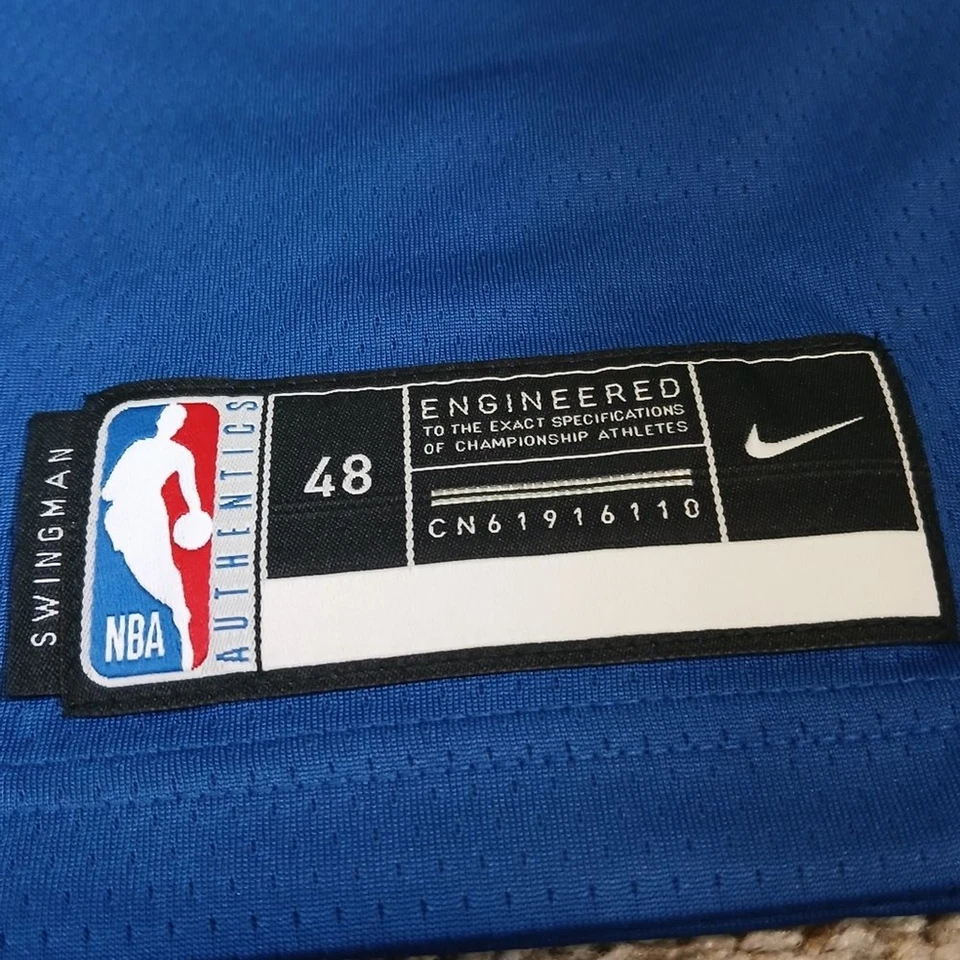 SWINGMAN
NBA
AUTHENTICS
48
ENGINEERED
TO THE EXACT SPECIFICATIONS
OF CHAMPIONSHIP ATHLETES
CN61916110